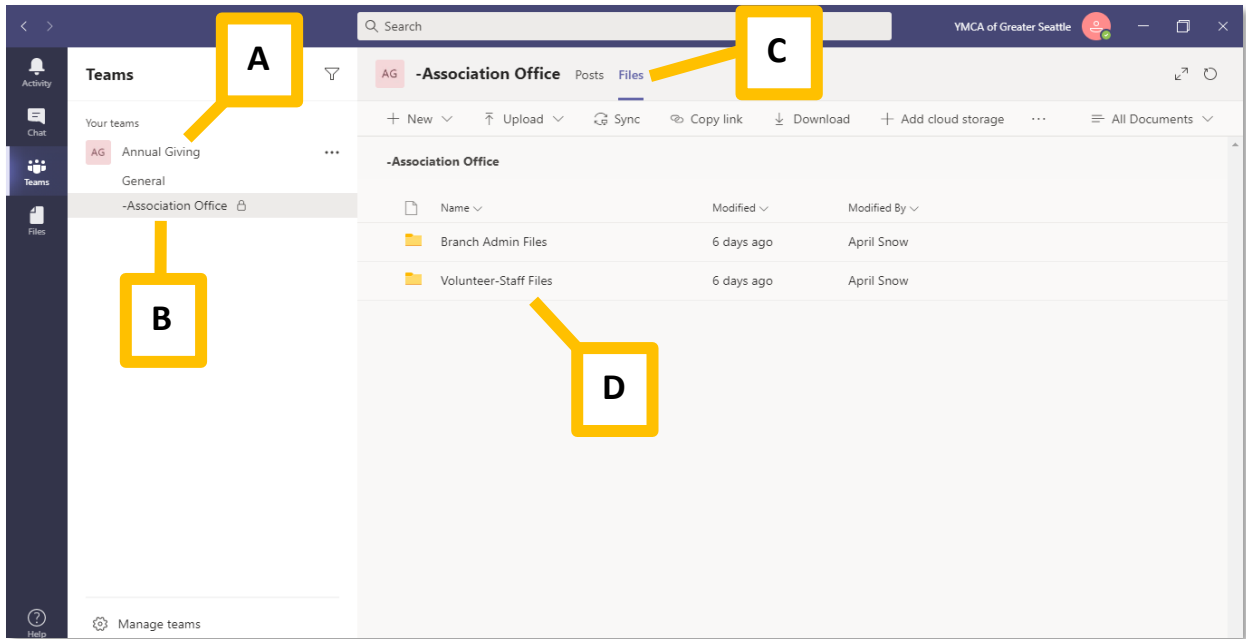 Search
YMCA of Greater Seattle
A
C
Activity
Chat
Teams
Files
Help
Teams
Your teams
AG Annual Giving ...
General
-Association Office
B
Manage teams
AG -Association Office Posts Files
+ New Upload Sync Copy link Download + Add cloud storage ... All Documents
-Association Office
Name Modified Modified By
Branch Admin Files 6 days ago April Snow
Volunteer-Staff Files 6 days ago April Snow
D